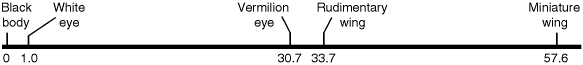 Black White Vermilion Rudimentary Miniature
body eye eye wing wing
0 1.0 30.7 33.7 57.6